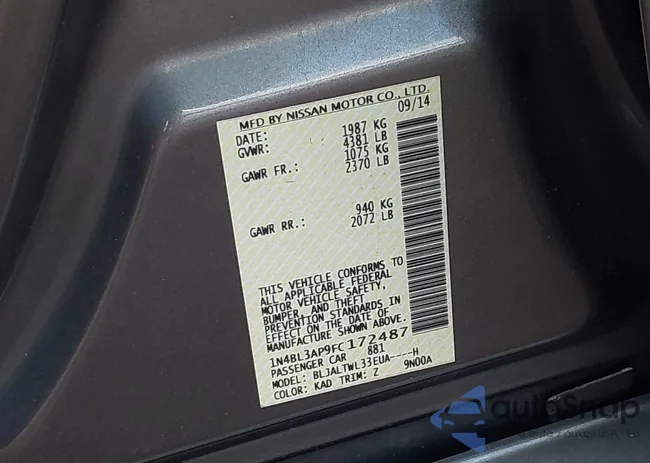 MFD BY NISSAN MOTOR CO., LTD.
DATE: 09/14
GVWR: 1987 KG
4381 LB
GAWR FR.: 1075 KG
2370 LB
GAWR RR.: 940 KG
2072 LB
THIS VEHICLE CONFORMS TO
ALL APPLICABLE FEDERAL
MOTOR VEHICLE SAFETY,
BUMPER, AND THEFT
PREVENTION STANDARDS IN
EFFECT ON THE DATE OF
MANUFACTURE SHOWN ABOVE.
1N4BL3AP9FC172487
PASSENGER CAR 881
MODEL: BL3ALTWL33EUA----H
COLOR: KAD TRIM: Z 9N00A
autoSnap